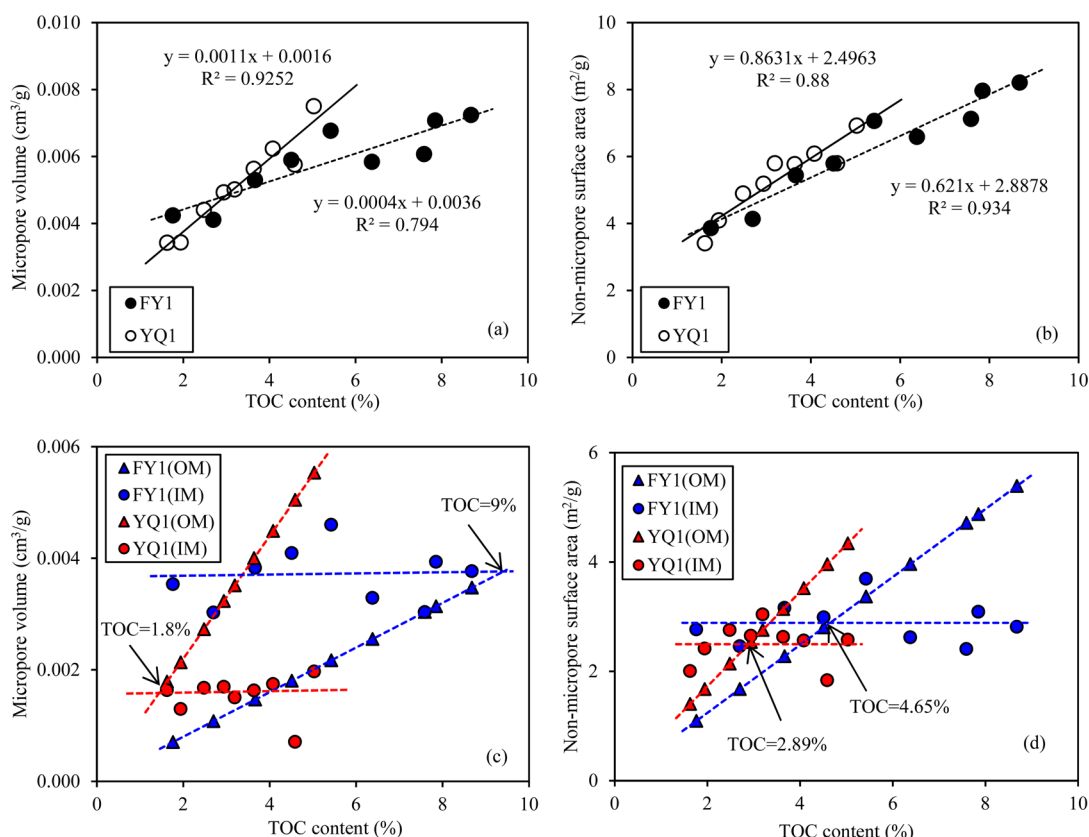 0.010
0.008
0.006
0.004
0.002
0.000
Micropore volume (cm³/g)
y = 0.0011x + 0.0016
R² = 0.9252
y = 0.0004x + 0.0036
R² = 0.794
FY1
YQ1
(a)
0 2 4 6 8 10
TOC content (%)
10
8
6
4
2
0
Non-micropore surface area (m²/g)
y = 0.8631x + 2.4963
R² = 0.88
y = 0.621x + 2.8878
R² = 0.934
FY1
YQ1
(b)
0 2 4 6 8 10
TOC content (%)
0.006
0.004
0.002
0.000
Micropore volume (cm³/g)
FY1(OM)
FY1(IM)
YQ1(OM)
YQ1(IM)
TOC=9%
TOC=1.8%
(c)
0 2 4 6 8 10
TOC content (%)
6
4
2
0
Non-micropore surface area (m²/g)
FY1(OM)
FY1(IM)
YQ1(OM)
YQ1(IM)
TOC=4.65%
TOC=2.89%
(d)
0 2 4 6 8 10
TOC content (%)